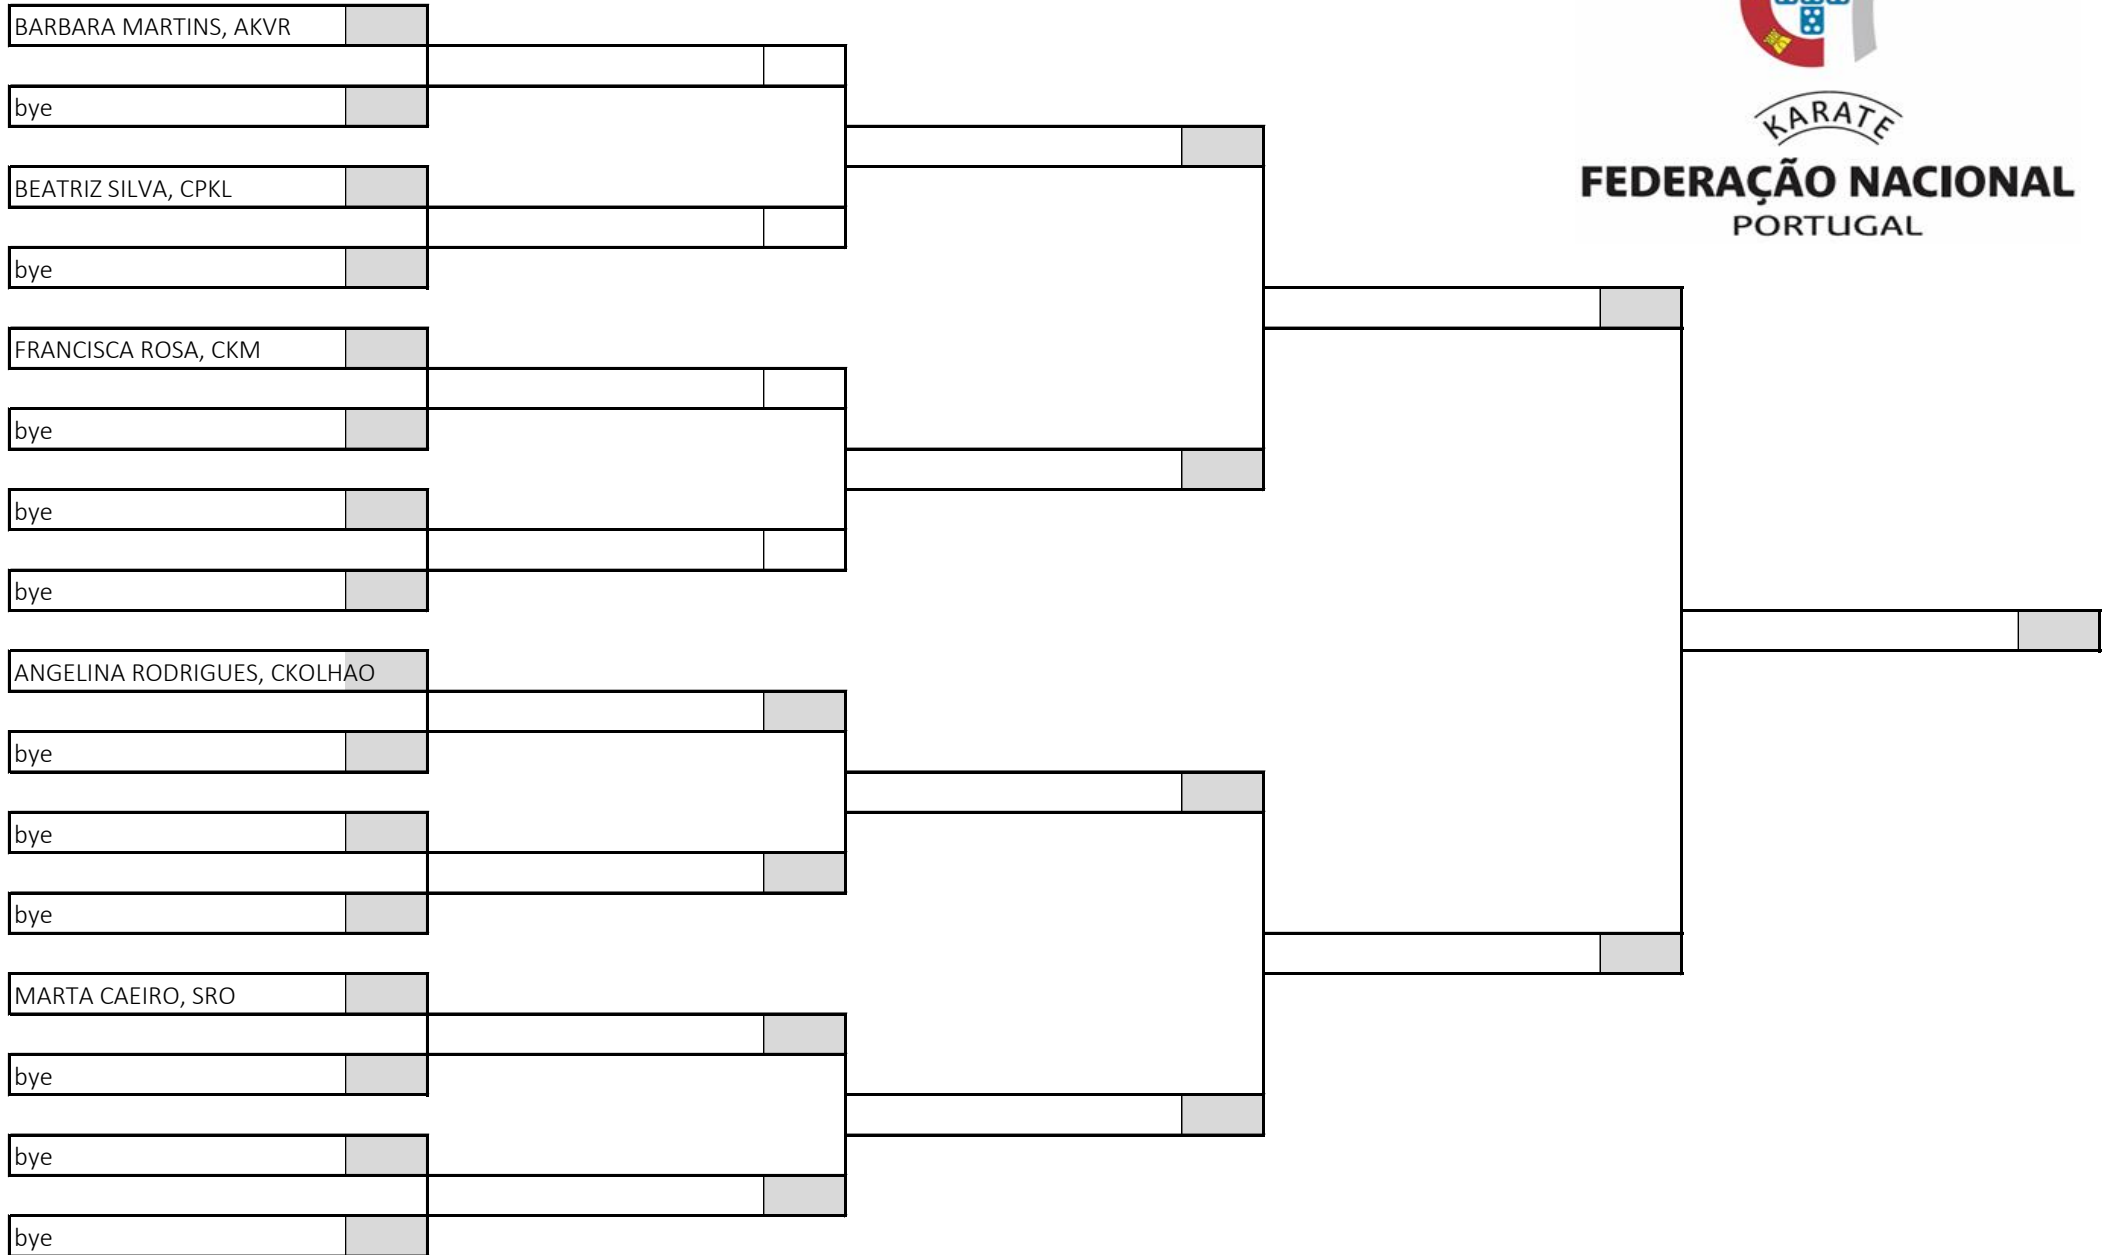 BARBARA MARTINS, AKVR
bye
BEATRIZ SILVA, CPKL
bye
FRANCISCA ROSA, CKM
bye
bye
bye
ANGELINA RODRIGUES, CKOLHAO
bye
bye
bye
MARTA CAEIRO, SRO
bye
bye
bye
KARATE
FEDERAÇÃO NACIONAL
PORTUGAL